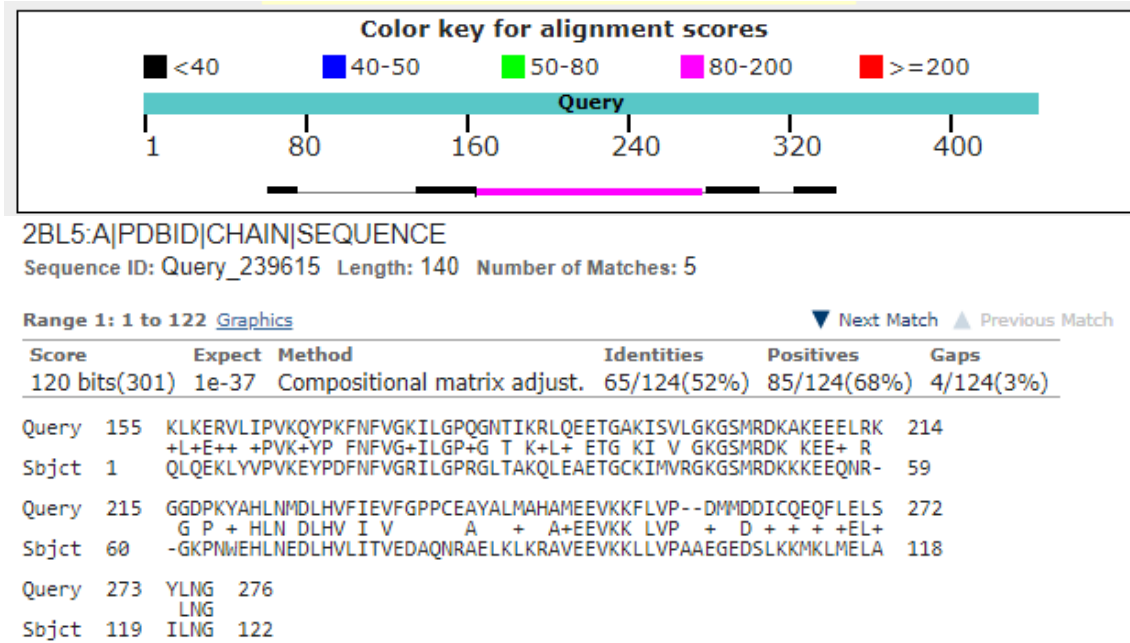 Color key for alignment scores
<40 40-50 50-80 80-200 >=200
Query
1 80 160 240 320 400
2BL5:A|PDBID|CHAIN|SEQUENCE
Sequence ID: Query_239615 Length: 140 Number of Matches: 5
Range 1: 1 to 122 Graphics ▼ Next Match ▲ Previous Match
Score Expect Method Identities Positives Gaps
120 bits(301) 1e-37 Compositional matrix adjust. 65/124(52%) 85/124(68%) 4/124(3%)
Query 155 KLKERVLIPVKQYPKFNFVGKILGPQGNTIKRLQEETGAKISVLGKGSMRDKAKEEELRK 214
+L+E++ +PVK+YP FNFVG+ILGP+G T K+L+ ETG KI V GKGSMRDK KEE+ R
Sbjct 1 QLQEKLYVPVKEYPDFNFVGRILGPRGLTAKQLEAETGCKIMVRGKGSMRDKKKEEQNR- 59
Query 215 GGDPKYAHLNMDLHVFIEVFGPPCEAYALMAHAMEEVKKFLVP--DMMDDICQEQFLELS 272
G P + HLN DLHV I V A + A+EEVKK LVP + D + + + +EL+
Sbjct 60 -GKPNWEHLNEDLHVLITVEDAQNRAELKLKRAVEEVKKLLVPAAEGEDSLKKMKLMELA 118
Query 273 YLNG 276
LNG
Sbjct 119 ILNG 122